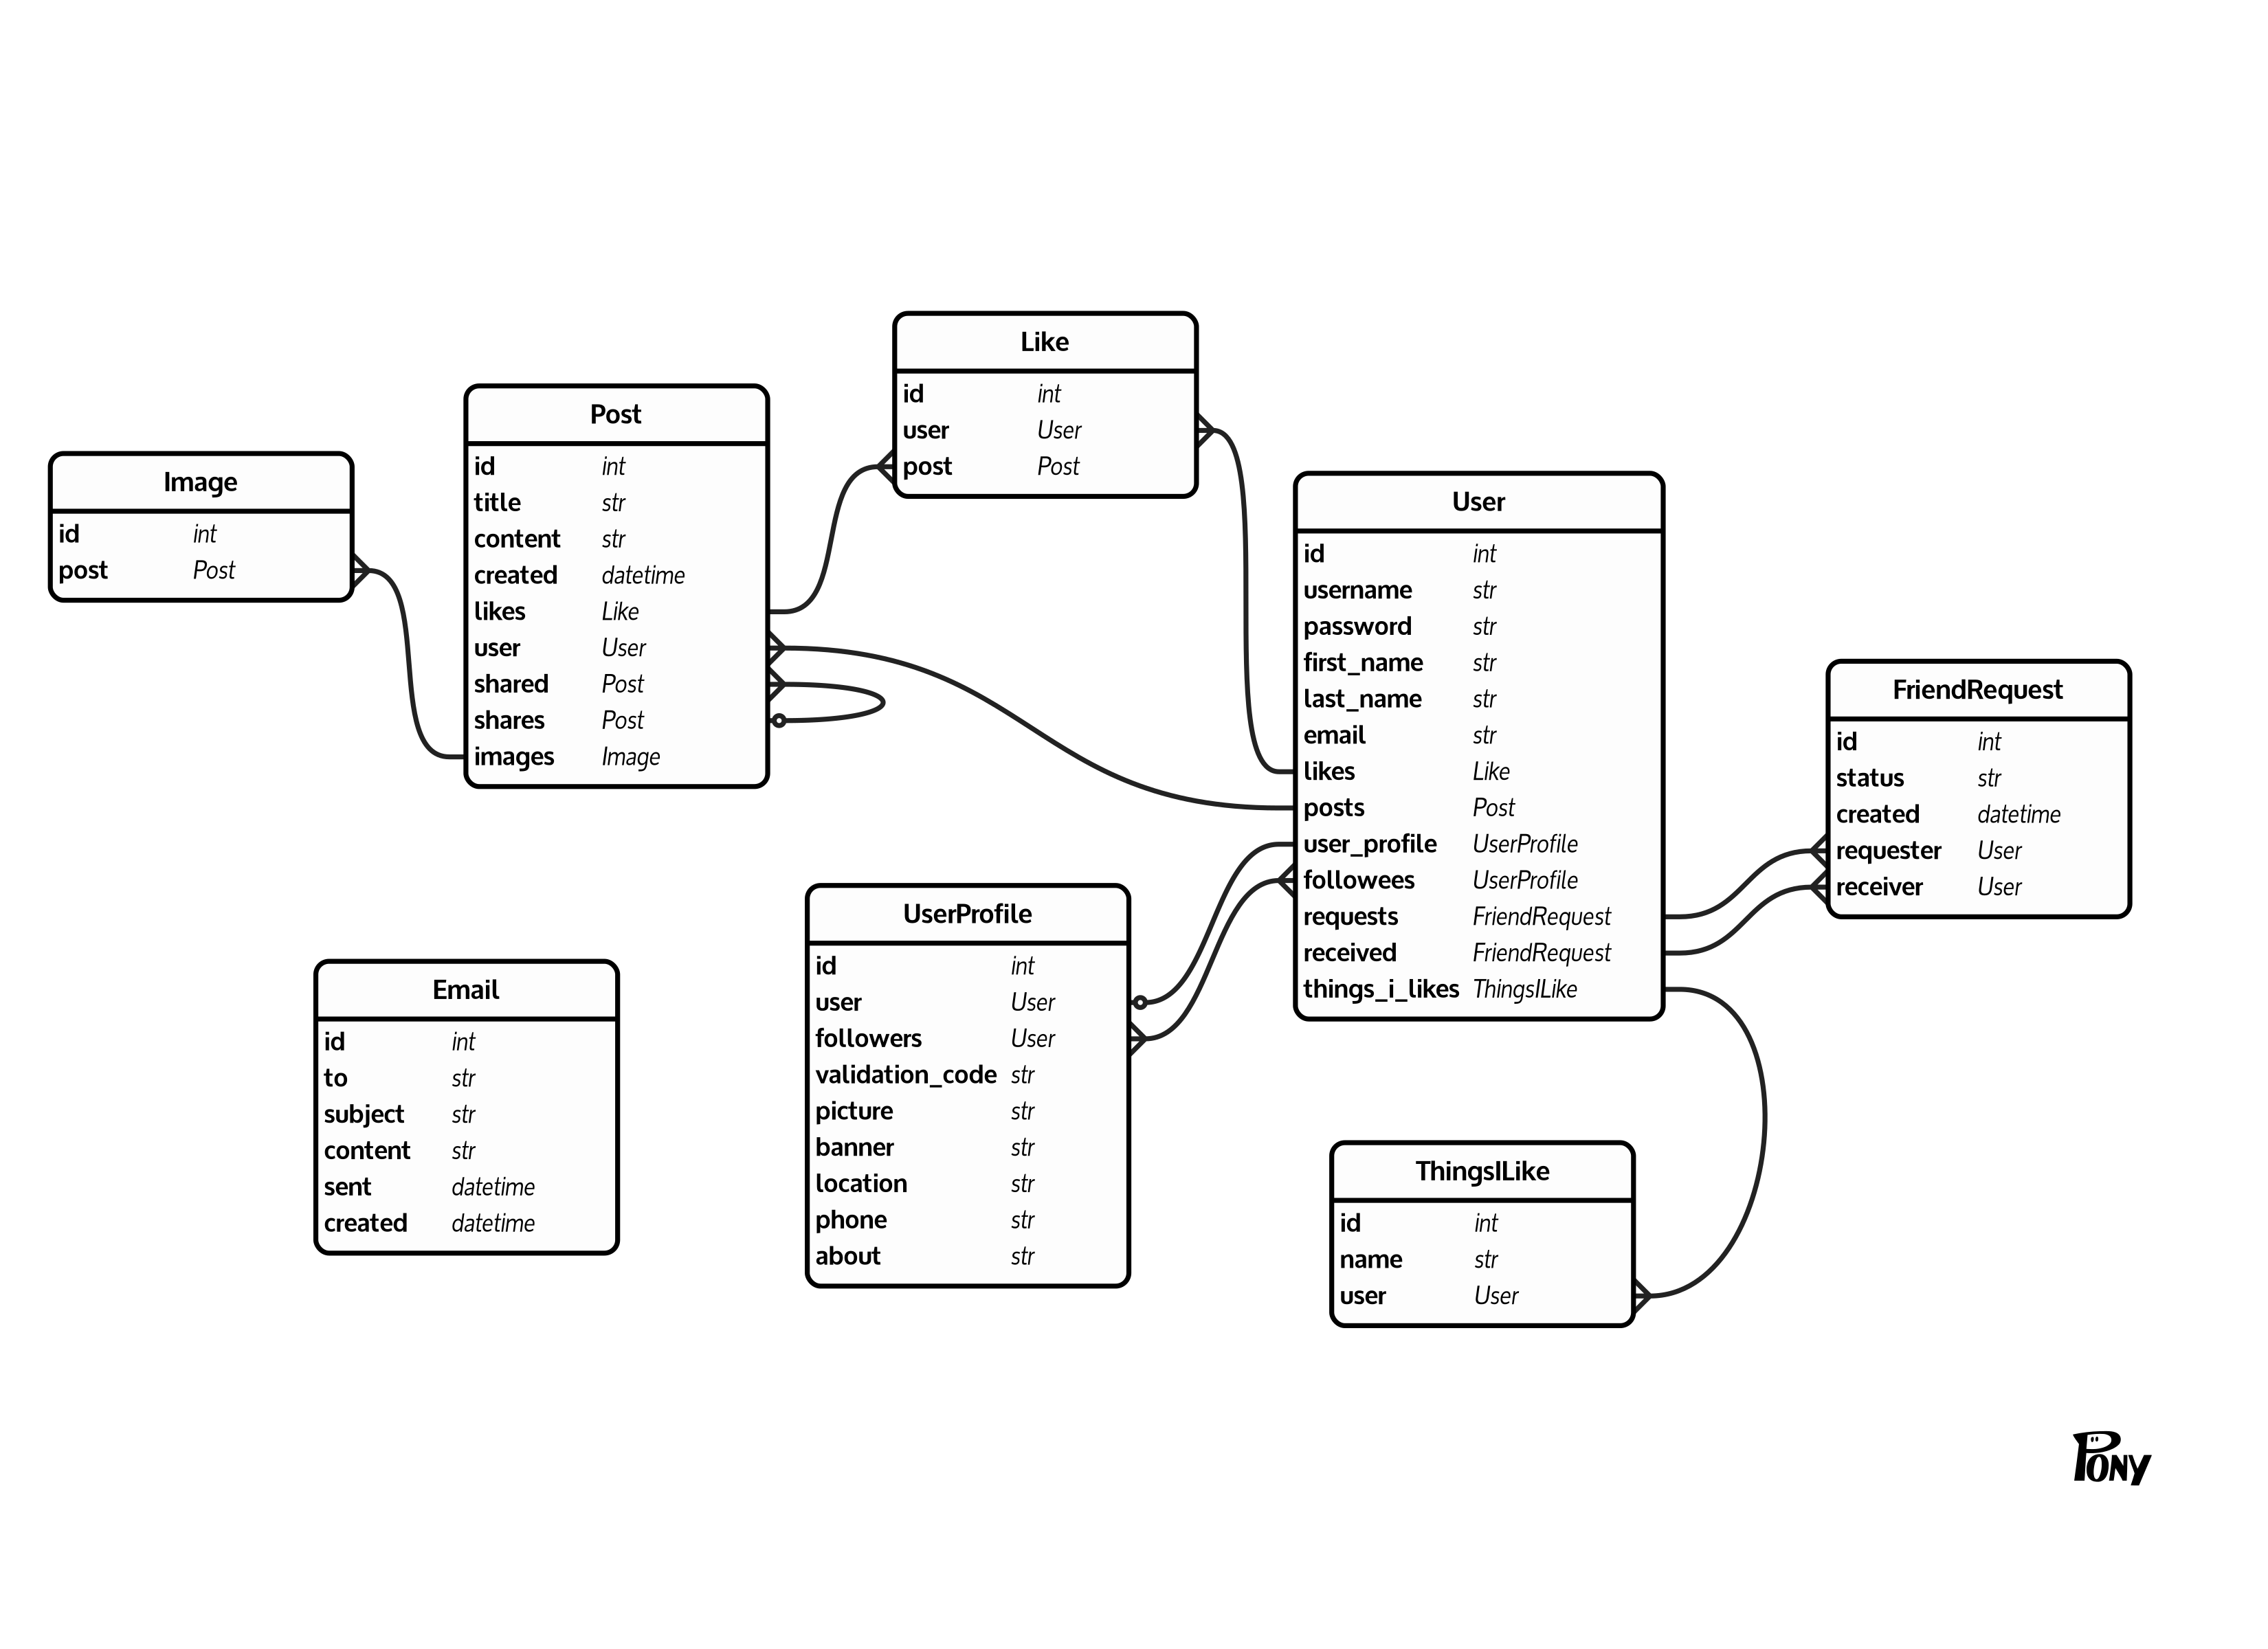 Image
id int
post Post
Post
id int
title str
content str
created datetime
likes Like
user User
shared Post
shares Post
images Image
Like
id int
user User
post Post
User
id int
username str
password str
first_name str
last_name str
email str
likes Like
posts Post
user_profile UserProfile
followees UserProfile
requests FriendRequest
received FriendRequest
things_i_likes ThingsILike
FriendRequest
id int
status str
created datetime
requester User
receiver User
Email
id int
to str
subject str
content str
sent datetime
created datetime
UserProfile
id int
user User
followers User
validation_code str
picture str
banner str
location str
phone str
about str
ThingsILike
id int
name str
user User
PONY